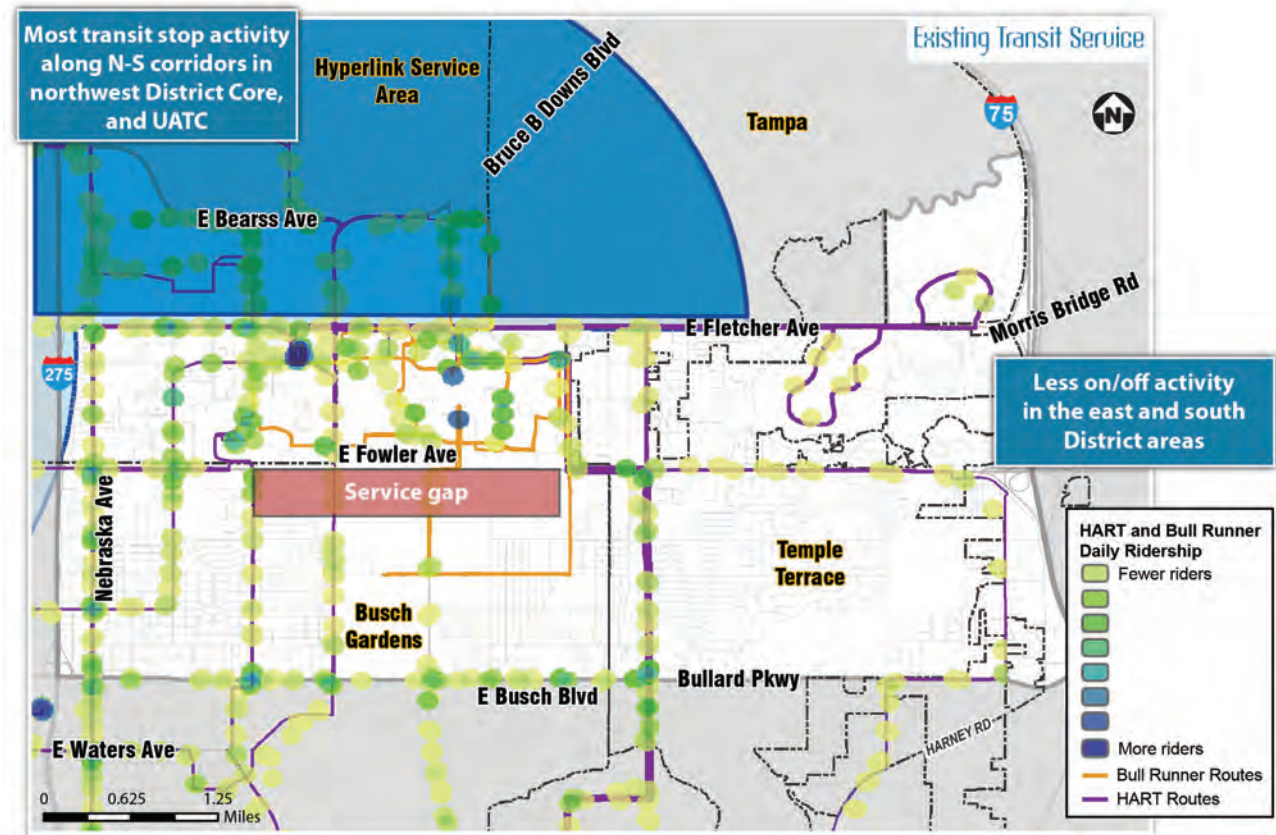 Most transit stop activity
along N-S corridors in
northwest District Core,
and UATC
Existing Transit Service
Hyperlink Service
Area
Bruce B Downs Blvd
Tampa
75
N
E Bearss Ave
E Fletcher Ave
Morris Bridge Rd
275
Less on/off activity
in the east and south
District areas
E Fowler Ave
Service gap
Nebraska Ave
Temple
Terrace
Busch
Gardens
E Busch Blvd
Bullard Pkwy
E Waters Ave
HARNEY RD
0 0.625 1.25
Miles
HART and Bull Runner
Daily Ridership
Fewer riders
More riders
Bull Runner Routes
HART Routes